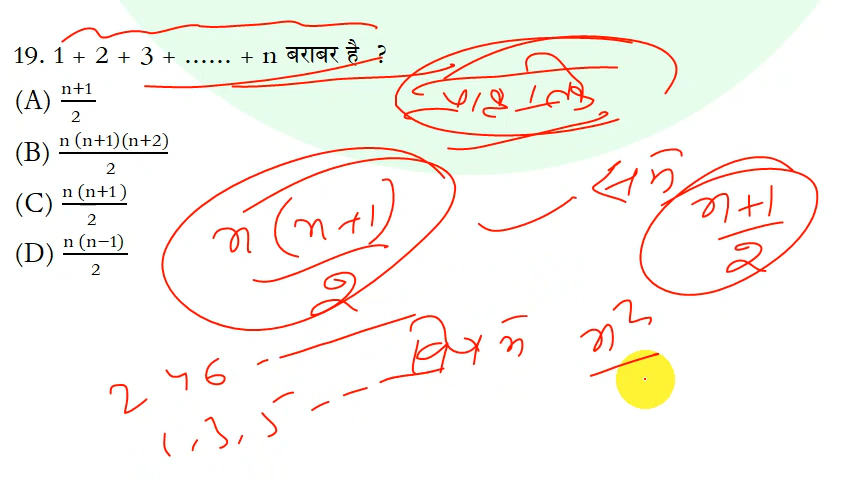 19. 1 + 2 + 3 + ...... + n बराबर है ?
(A) n+1/2
(B) n (n+1)(n+2)/2
(C) n (n+1)/2
(D) n (n−1)/2
n(n+1)/2
n+1/2
2 4 6
n²
1, 3, 5 - - -